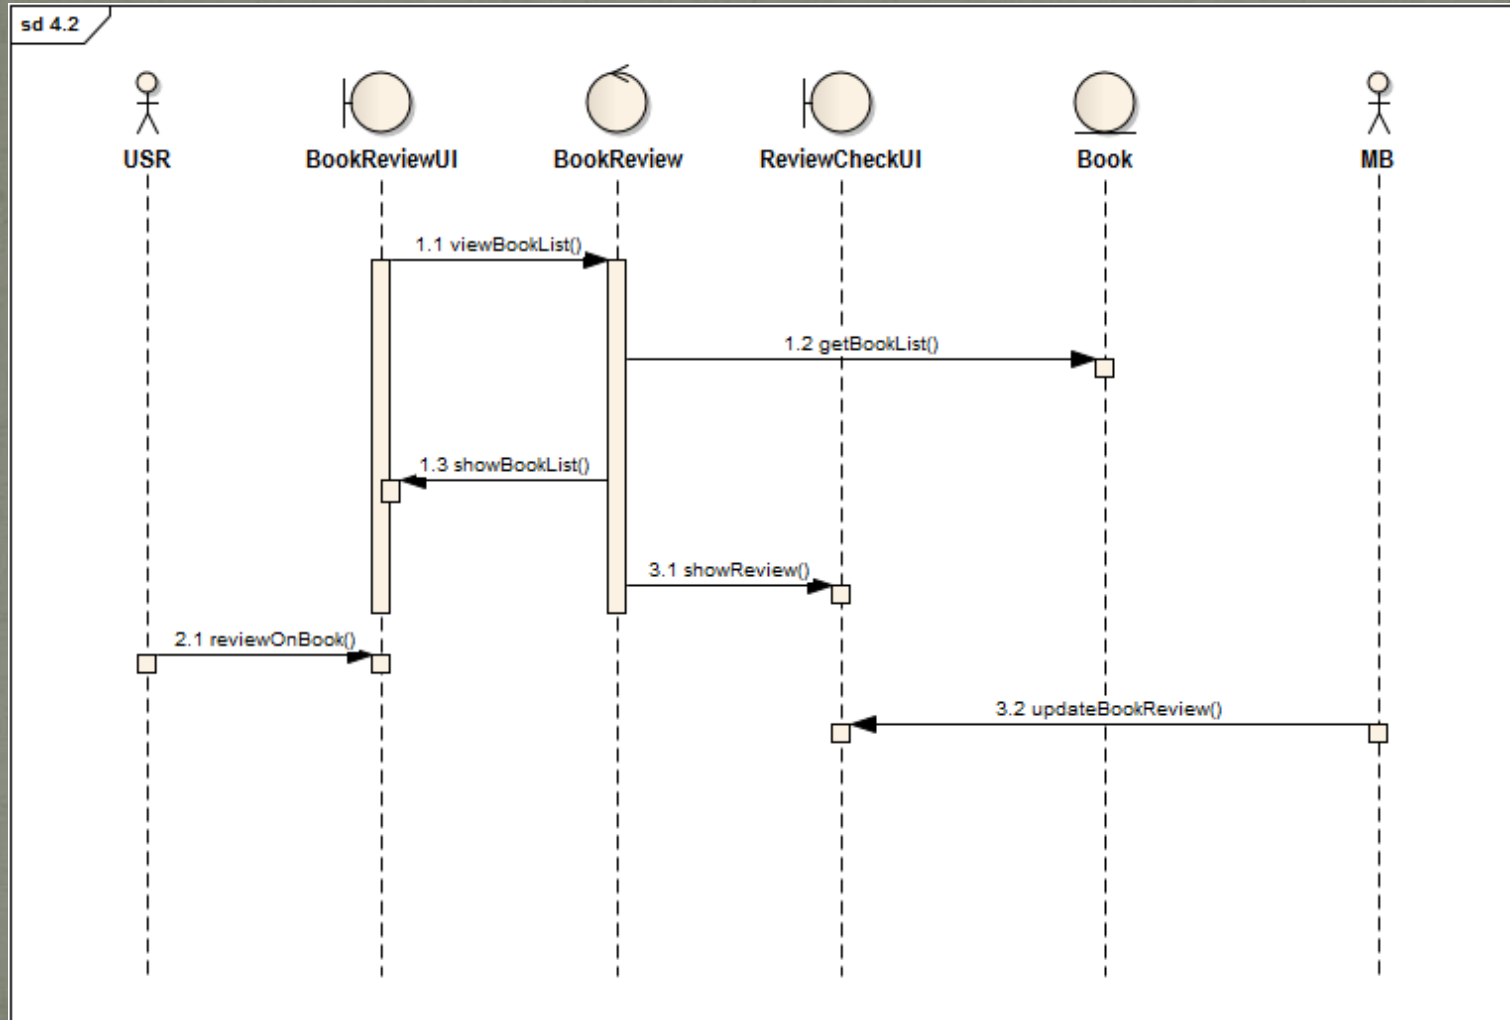 sd 4.2
USR
BookReviewUI
BookReview
ReviewCheckUI
Book
MB
1.1 viewBookList()
1.2 getBookList()
1.3 showBookList()
3.1 showReview()
2.1 reviewOnBook()
3.2 updateBookReview()